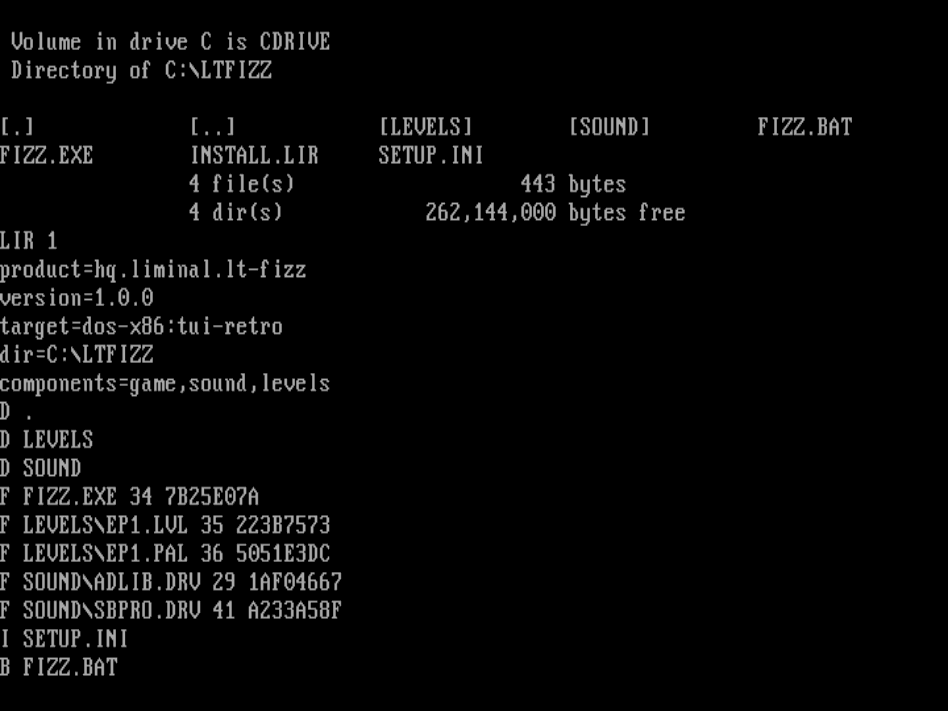 Volume in drive C is CDRIVE
Directory of C:\LTFIZZ
[.] [..] [LEVELS] [SOUND] FIZZ.BAT
FIZZ.EXE INSTALL.LIR SETUP.INI
4 file(s) 443 bytes
4 dir(s) 262,144,000 bytes free
LIR 1
product=hq.liminal.lt-fizz
version=1.0.0
target=dos-x86:tui-retro
dir=C:\LTFIZZ
components=game,sound,levels
D .
D LEVELS
D SOUND
F FIZZ.EXE 34 7B25E07A
F LEVELS\EP1.LVL 35 223B7573
F LEVELS\EP1.PAL 36 5051E3DC
F SOUND\ADLIB.DRV 29 1AF04667
F SOUND\SBPRO.DRV 41 A233A58F
I SETUP.INI
B FIZZ.BAT